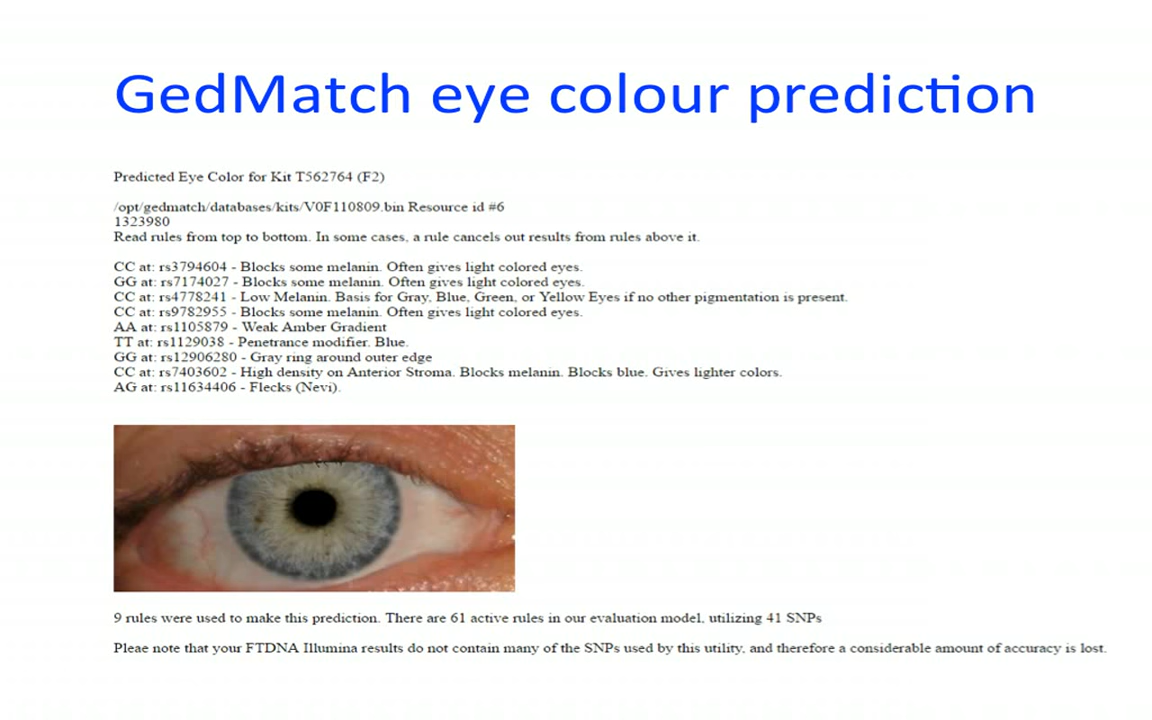 GedMatch eye colour prediction
Predicted Eye Color for Kit T562764 (F2)
/opt/gedmatch/databases/kits/V0F110809.bin Resource id #6
1323980
Read rules from top to bottom. In some cases, a rule cancels out results from rules above it.
CC at: rs3794604 - Blocks some melanin. Often gives light colored eyes.
GG at: rs7174027 - Blocks some melanin. Often gives light colored eyes.
CC at: rs4778241 - Low Melanin. Basis for Gray, Blue, Green, or Yellow Eyes if no other pigmentation is present.
CC at: rs9782955 - Blocks some melanin. Often gives light colored eyes.
AA at: rs1105879 - Weak Amber Gradient
TT at: rs1129038 - Penetrance modifier. Blue.
GG at: rs12906280 - Gray ring around outer edge
CC at: rs7403602 - High density on Anterior Stroma. Blocks melanin. Blocks blue. Gives lighter colors.
AG at: rs11634406 - Flecks (Nevi).
9 rules were used to make this prediction. There are 61 active rules in our evaluation model, utilizing 41 SNPs
Pleae note that your FTDNA Illumina results do not contain many of the SNPs used by this utility, and therefore a considerable amount of accuracy is lost.